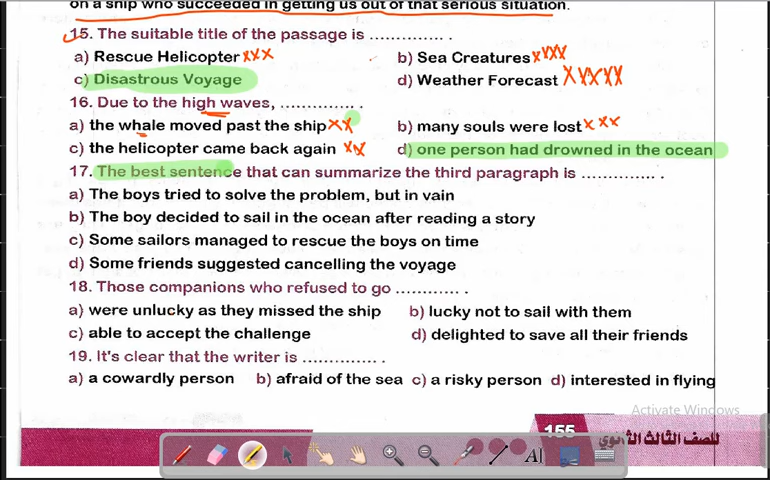 on a ship who succeeded in getting us out of that serious situation.
15. The suitable title of the passage is .............. .
a) Rescue Helicopter xxx b) Sea Creatures xxxx
c) Disastrous Voyage d) Weather Forecast xxxxx
16. Due to the high waves, .............. .
a) the whale moved past the ship xx b) many souls were lost xxx
c) the helicopter came back again xx d) one person had drowned in the ocean
17. The best sentence that can summarize the third paragraph is .............. .
a) The boys tried to solve the problem, but in vain
b) The boy decided to sail in the ocean after reading a story
c) Some sailors managed to rescue the boys on time
d) Some friends suggested cancelling the voyage
18. Those companions who refused to go ............ .
a) were unlucky as they missed the ship b) lucky not to sail with them
c) able to accept the challenge d) delighted to save all their friends
19. It's clear that the writer is .............. .
a) a cowardly person b) afraid of the sea c) a risky person d) interested in flying
Activate Windows
155 للصف الثالث الثانوي
A